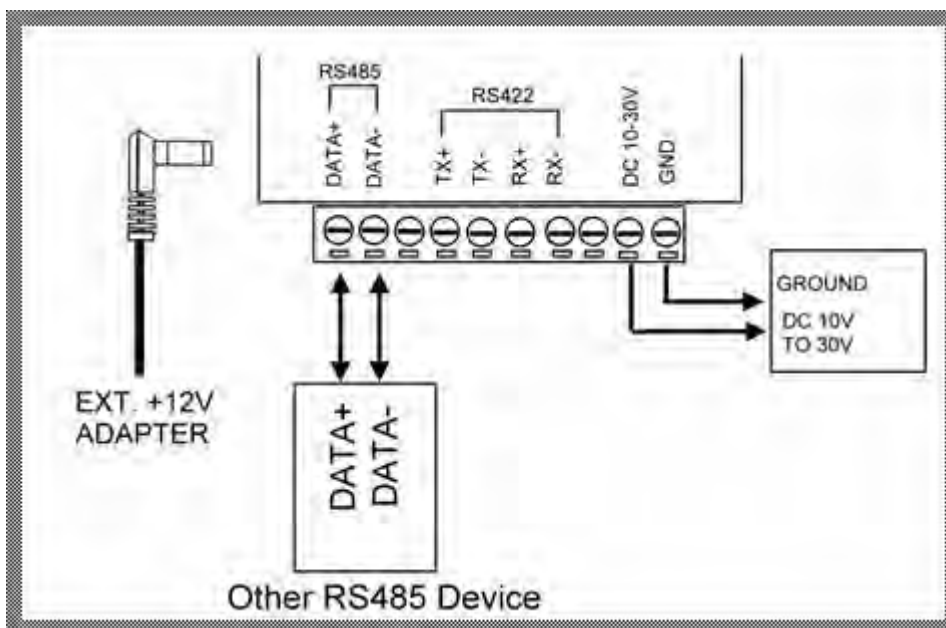 RS485
RS422
DATA+
DATA-
TX+
TX-
RX+
RX-
DC 10-30V
GND
GROUND
DC 10V
TO 30V
EXT. +12V
ADAPTER
DATA+
DATA-
Other RS485 Device